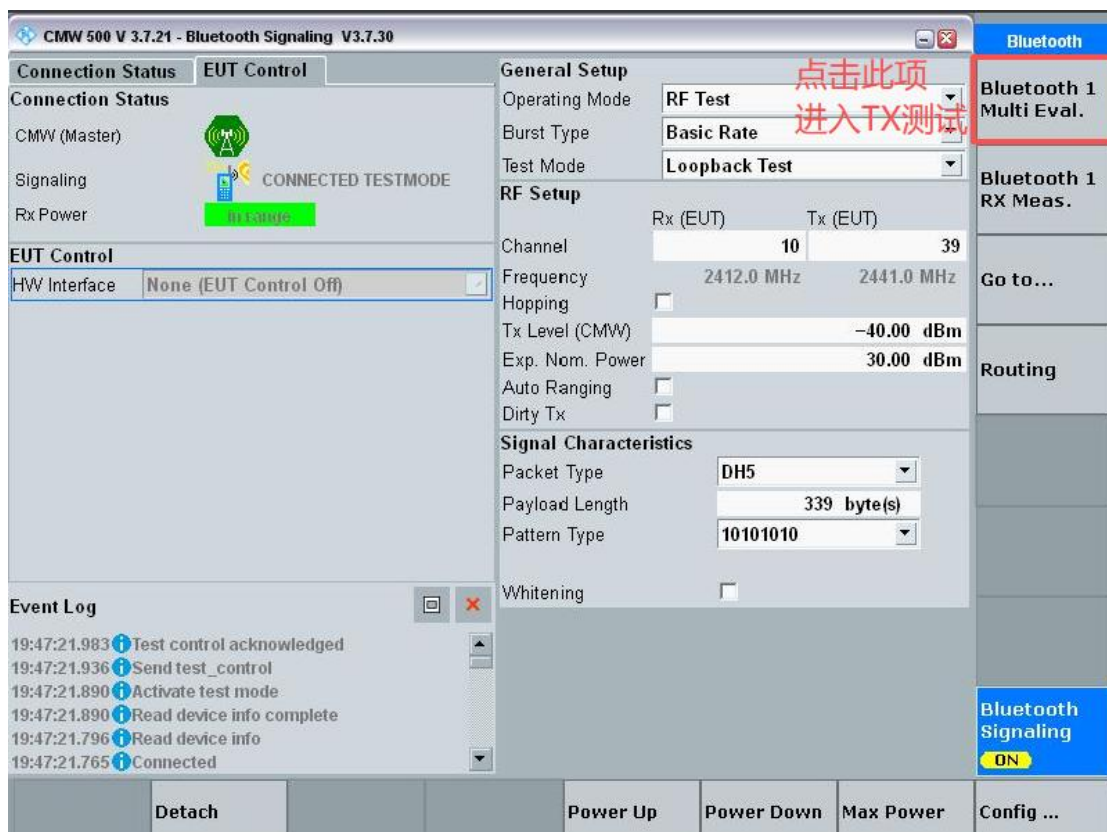 CMW 500 V 3.7.21 - Bluetooth Signaling V3.7.30
Connection Status
EUT Control
Connection Status
CMW (Master)
Signaling
CONNECTED TESTMODE
Rx Power
In range
EUT Control
HW Interface
None (EUT Control Off)
Event Log
19:47:21.983 Test control acknowledged
19:47:21.936 Send test_control
19:47:21.890 Activate test mode
19:47:21.890 Read device info complete
19:47:21.796 Read device info
19:47:21.765 Connected
General Setup
点击此项
进入TX测试
Operating Mode RF Test
Burst Type Basic Rate
Test Mode Loopback Test
RF Setup
Rx (EUT) Tx (EUT)
Channel 10 39
Frequency 2412.0 MHz 2441.0 MHz
Hopping
Tx Level (CMW) -40.00 dBm
Exp. Nom. Power 30.00 dBm
Auto Ranging
Dirty Tx
Signal Characteristics
Packet Type DH5
Payload Length 339 byte(s)
Pattern Type 10101010
Whitening
Bluetooth
Bluetooth 1
Multi Eval.
Bluetooth 1
RX Meas.
Go to...
Routing
Bluetooth
Signaling
ON
Detach
Power Up
Power Down
Max Power
Config ...